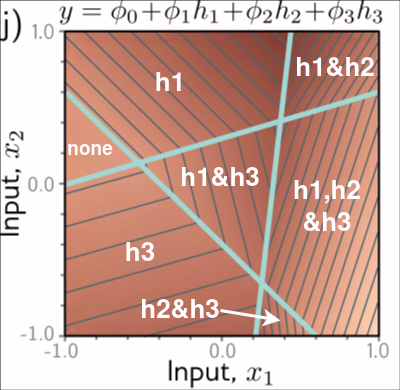 j) y = ϕ₀+ϕ₁h₁+ϕ₂h₂+ϕ₃h₃
1.0
h1
h1&h2
none
h1&h3
0.0
h1,h2
&h3
h3
h2&h3
-1.0
-1.0 0.0 1.0
Input, x₂
Input, x₁